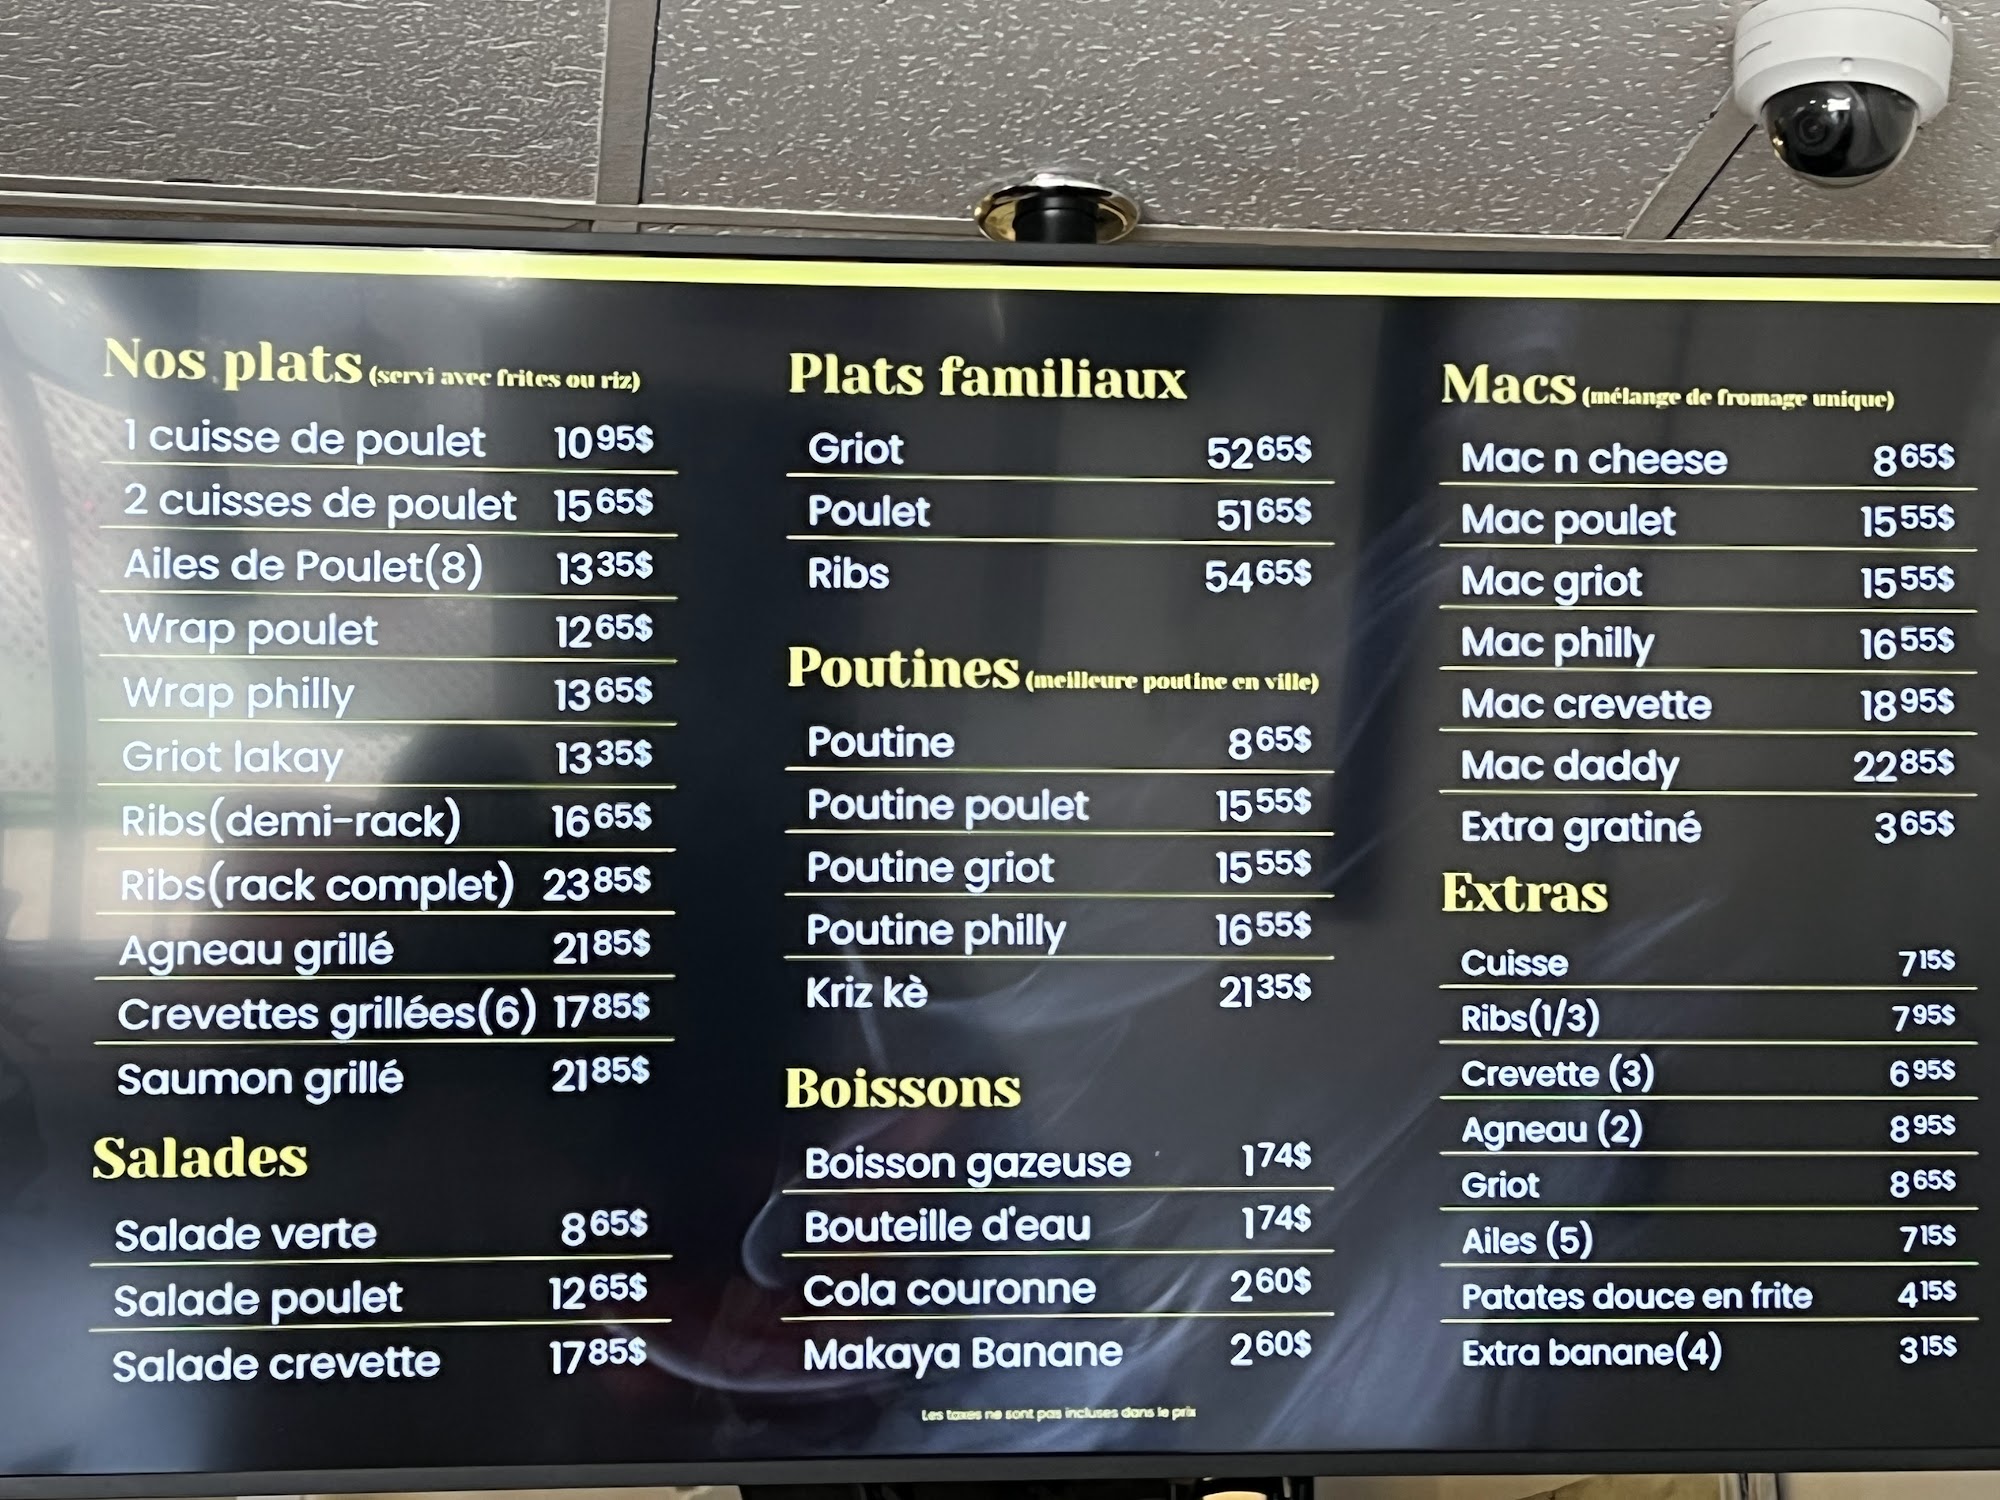 Nos plats (servi avec frites ou riz)
1 cuisse de poulet 10 95$
2 cuisses de poulet 15 65$
Ailes de Poulet(8) 13 35$
Wrap poulet 12 65$
Wrap philly 13 65$
Griot lakay 13 35$
Ribs(demi-rack) 16 65$
Ribs(rack complet) 23 85$
Agneau grillé 21 85$
Crevettes grillées(6) 17 85$
Saumon grillé 21 85$
Salades
Salade verte 8 65$
Salade poulet 12 65$
Salade crevette 17 85$
Plats familiaux
Griot 52 65$
Poulet 51 65$
Ribs 54 65$
Poutines (meilleure poutine en ville)
Poutine 8 65$
Poutine poulet 15 55$
Poutine griot 15 55$
Poutine philly 16 55$
Kriz kè 21 35$
Boissons
Boisson gazeuse 1 74$
Bouteille d'eau 1 74$
Cola couronne 2 60$
Makaya Banane 2 60$
Les taxes ne sont pas incluses dans le prix
Macs (mélange de fromage unique)
Mac n cheese 8 65$
Mac poulet 15 55$
Mac griot 15 55$
Mac philly 16 55$
Mac crevette 18 95$
Mac daddy 22 85$
Extra gratiné 3 65$
Extras
Cuisse 7 15$
Ribs(1/3) 7 95$
Crevette (3) 6 95$
Agneau (2) 8 95$
Griot 8 65$
Ailes (5) 7 15$
Patates douce en frite 4 15$
Extra banane(4) 3 15$